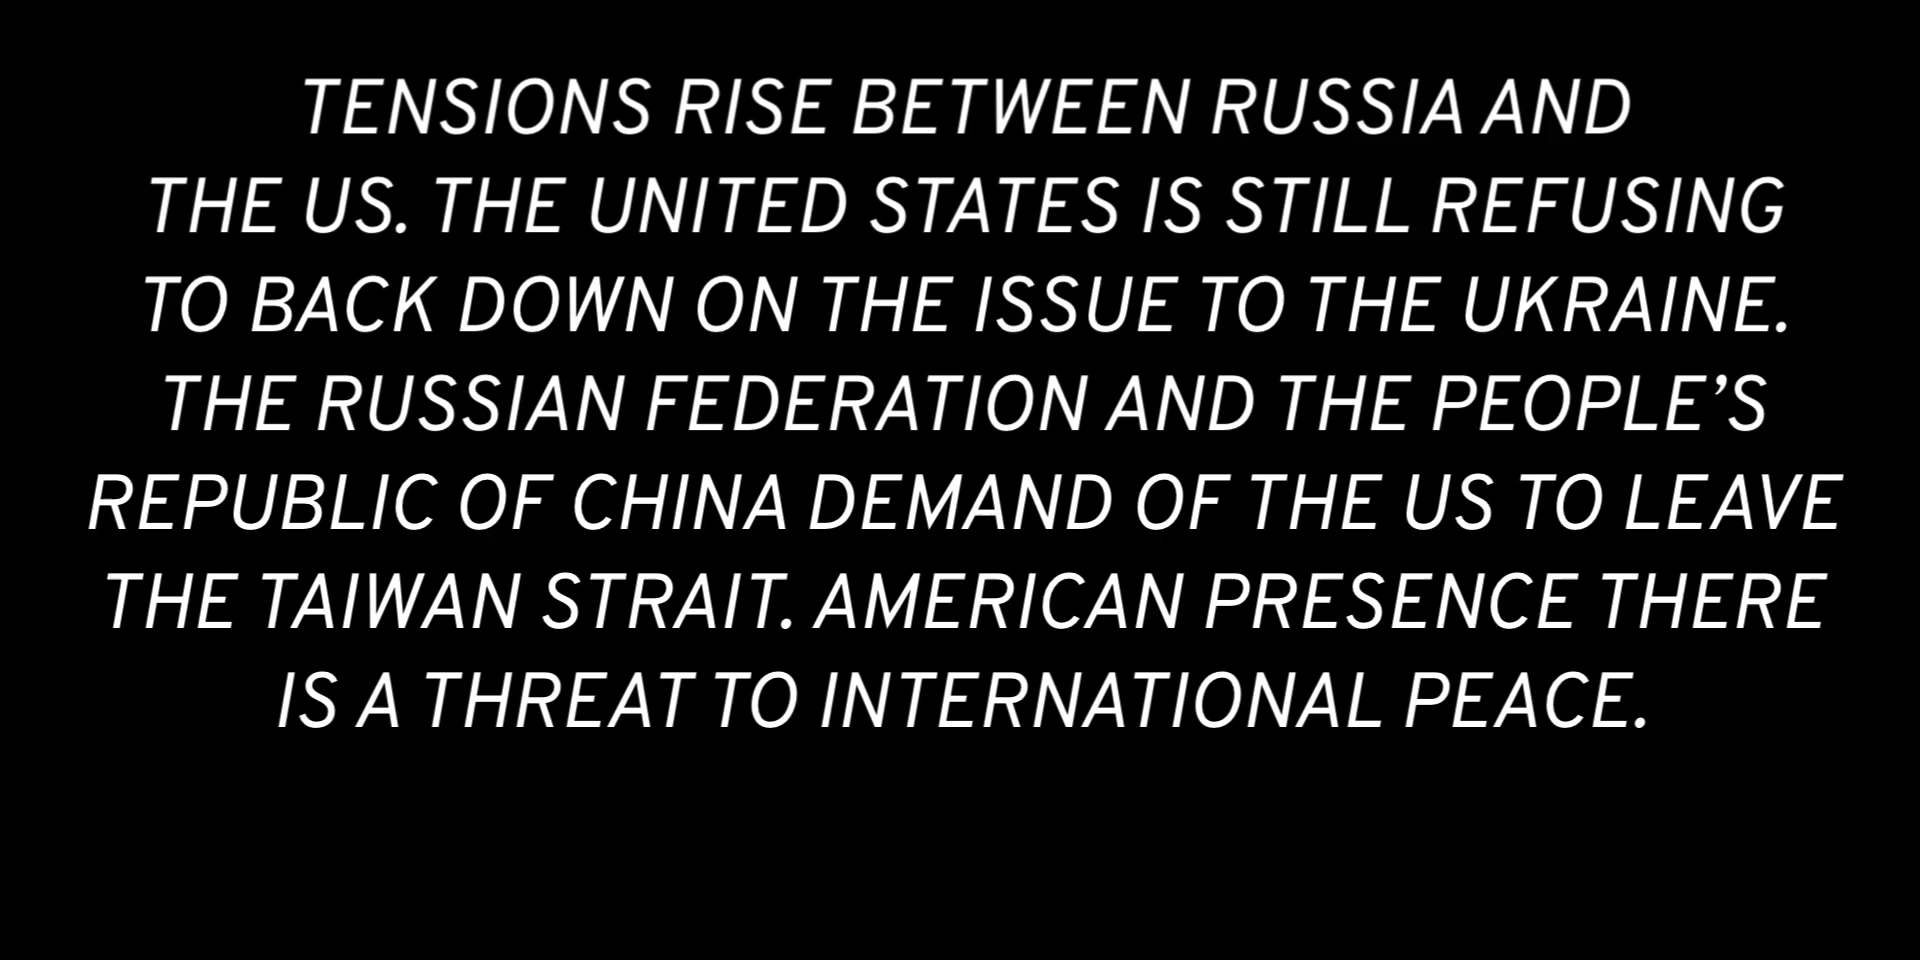 TENSIONS RISE BETWEEN RUSSIA AND
THE US. THE UNITED STATES IS STILL REFUSING
TO BACK DOWN ON THE ISSUE TO THE UKRAINE.
THE RUSSIAN FEDERATION AND THE PEOPLE’S
REPUBLIC OF CHINA DEMAND OF THE US TO LEAVE
THE TAIWAN STRAIT. AMERICAN PRESENCE THERE
IS A THREAT TO INTERNATIONAL PEACE.